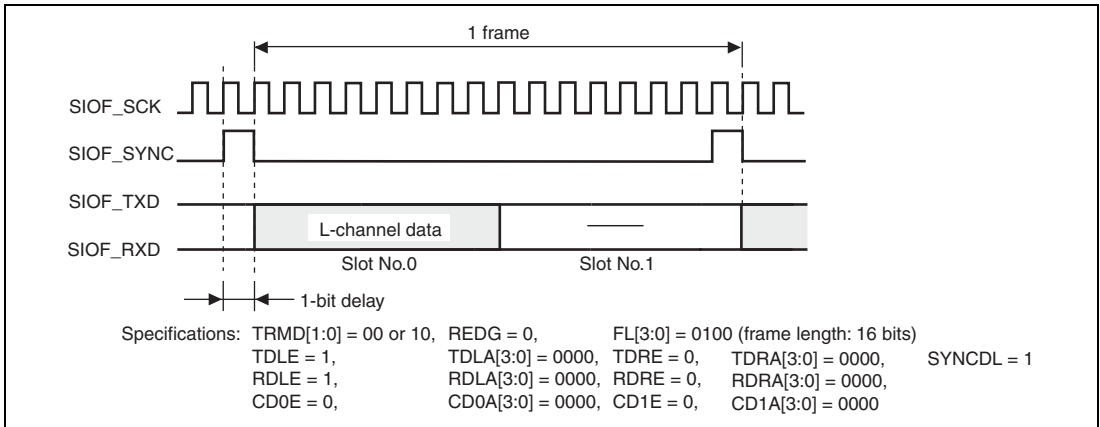 1 frame
SIOF_SCK
SIOF_SYNC
SIOF_TXD
L-channel data
SIOF_RXD
Slot No.0 Slot No.1
1-bit delay
Specifications: TRMD[1:0] = 00 or 10, REDG = 0, FL[3:0] = 0100 (frame length: 16 bits)
TDLE = 1, TDLA[3:0] = 0000, TDRE = 0, TDRA[3:0] = 0000, SYNCDL = 1
RDLE = 1, RDLA[3:0] = 0000, RDRE = 0, RDRA[3:0] = 0000,
CD0E = 0, CD0A[3:0] = 0000, CD1E = 0, CD1A[3:0] = 0000